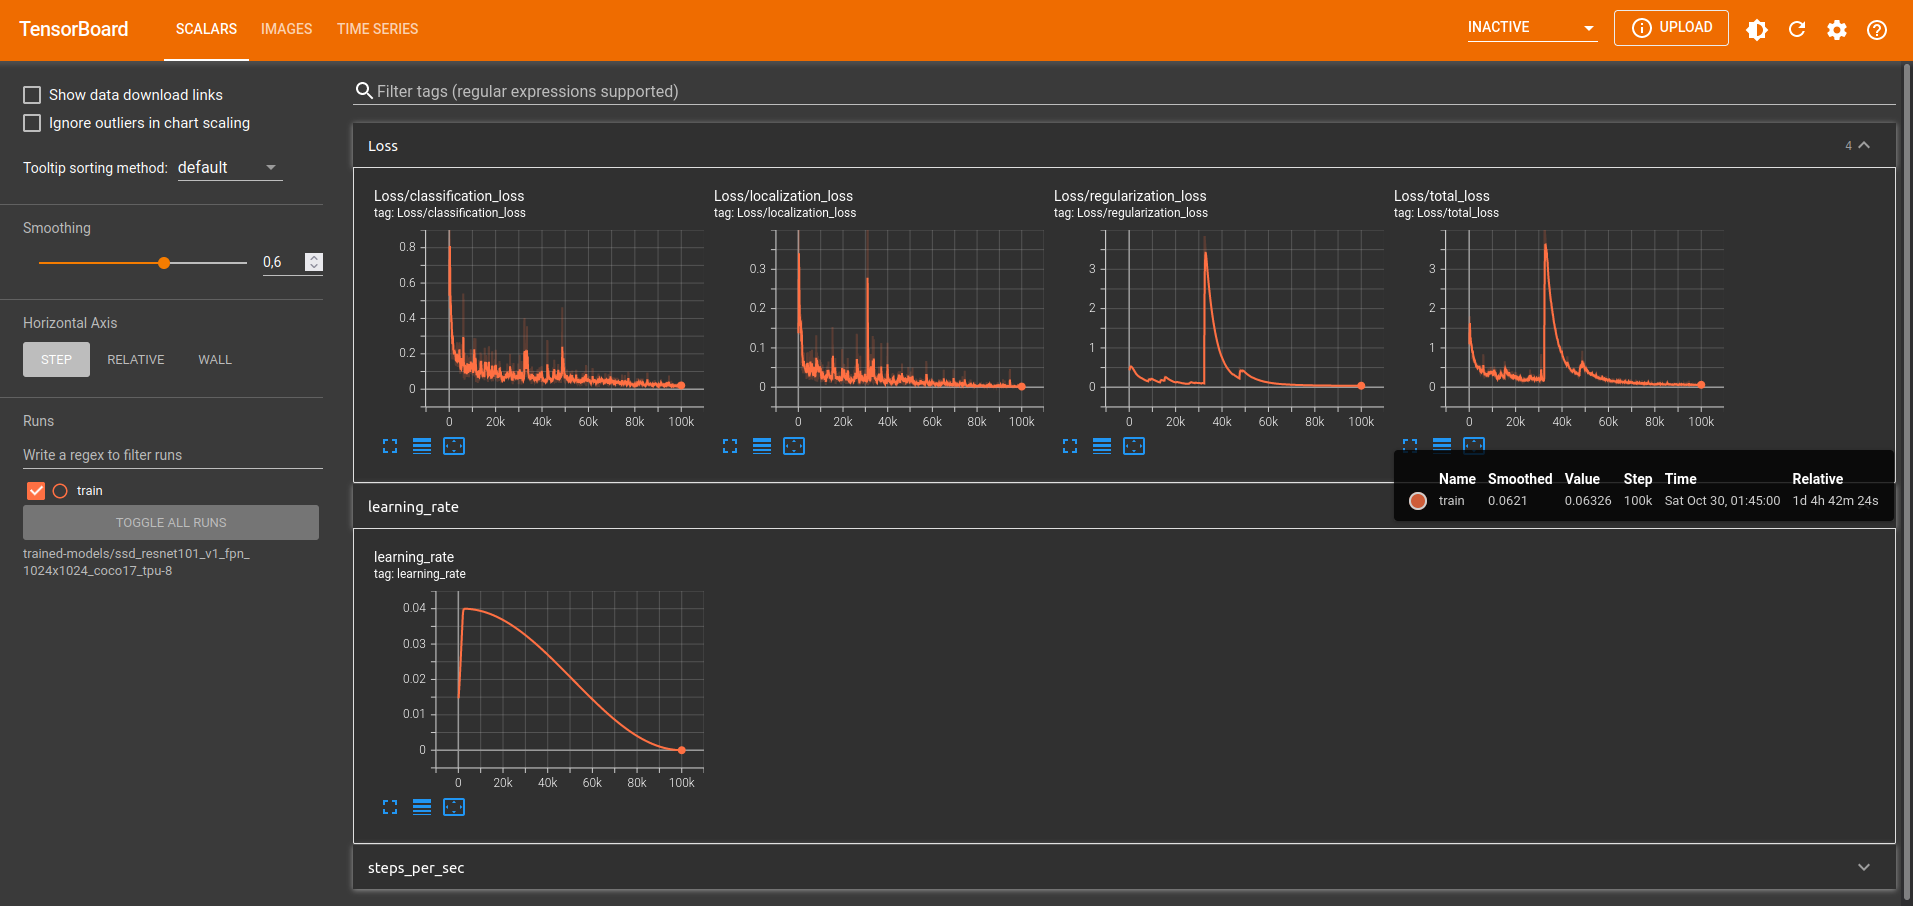 TensorBoard SCALARS IMAGES TIME SERIES INACTIVE UPLOAD
Show data download links
Ignore outliers in chart scaling
Tooltip sorting method: default
Smoothing
0,6
Horizontal Axis
STEP RELATIVE WALL
Runs
Write a regex to filter runs
train
TOGGLE ALL RUNS
trained-models/ssd_resnet101_v1_fpn_
1024x1024_coco17_tpu-8
Filter tags (regular expressions supported)
Loss 4
Loss/classification_loss
tag: Loss/classification_loss
0.8
0.6
0.4
0.2
0
0 20k 40k 60k 80k 100k
Loss/localization_loss
tag: Loss/localization_loss
0.3
0.2
0.1
0
0 20k 40k 60k 80k 100k
Loss/regularization_loss
tag: Loss/regularization_loss
3
2
1
0
0 20k 40k 60k 80k 100k
Loss/total_loss
tag: Loss/total_loss
3
2
1
0
0 20k 40k 60k 80k 100k
Name Smoothed Value Step Time Relative
train 0.0621 0.06326 100k Sat Oct 30, 01:45:00 1d 4h 42m 24s
learning_rate
learning_rate
tag: learning_rate
0.04
0.03
0.02
0.01
0
0 20k 40k 60k 80k 100k
steps_per_sec